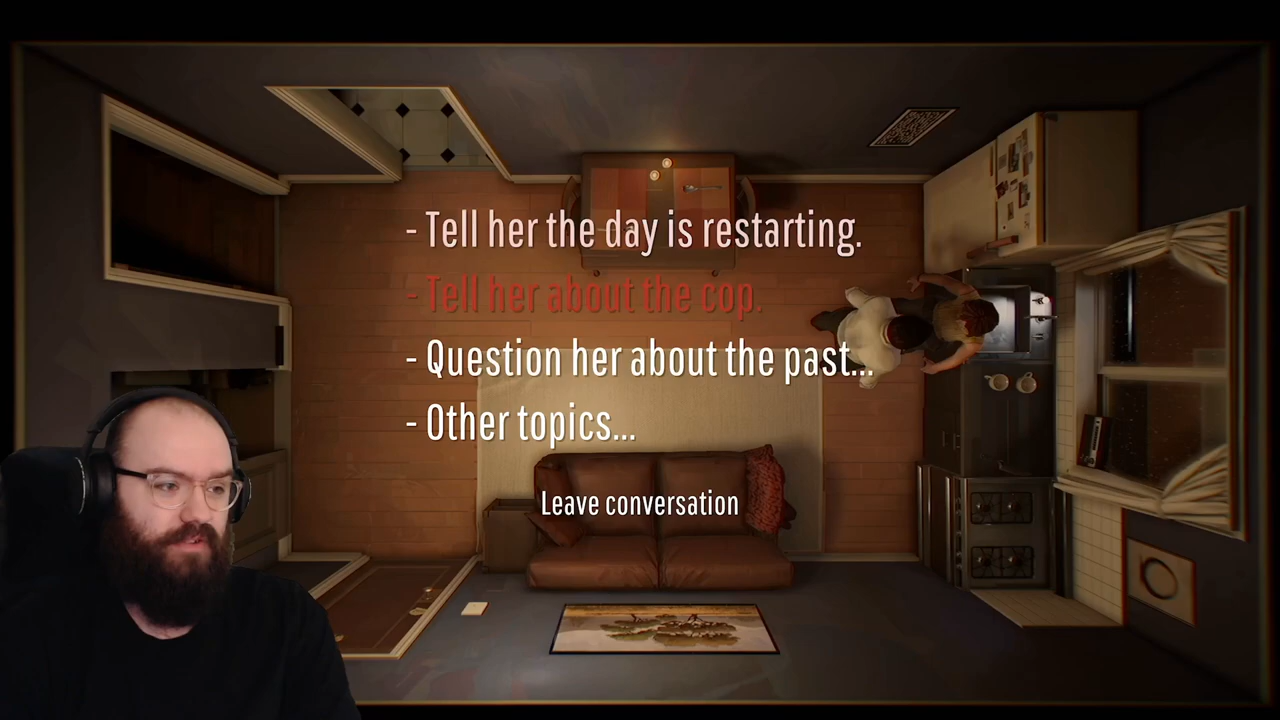 - Tell her the day is restarting.
- Tell her about the cop.
- Question her about the past...
- Other topics...
Leave conversation